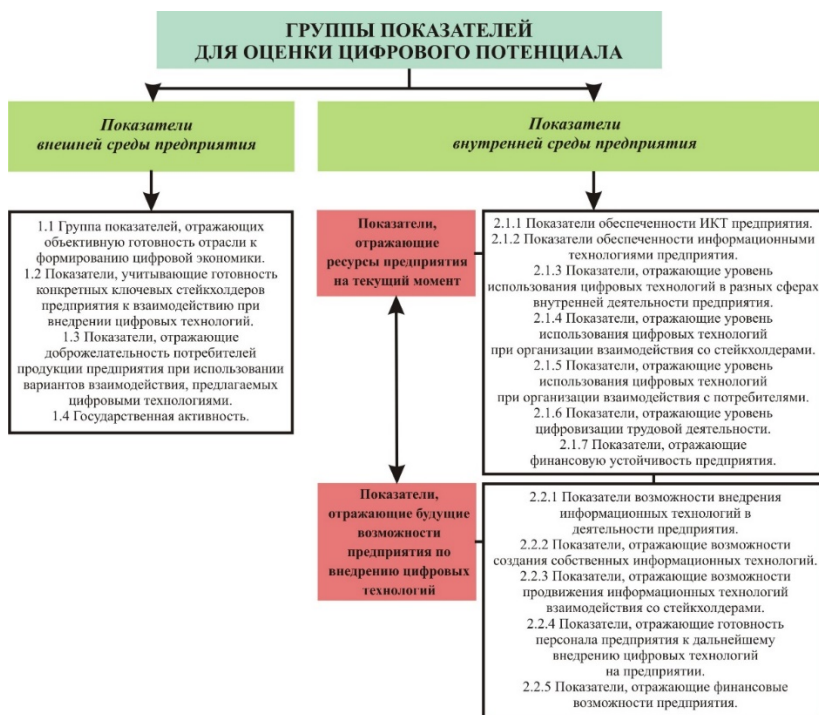 ГРУППЫ ПОКАЗАТЕЛЕЙ
ДЛЯ ОЦЕНКИ ЦИФРОВОГО ПОТЕНЦИАЛА
Показатели
внешней среды предприятия
Показатели
внутренней среды предприятия
1.1 Группа показателей, отражающих
объективную готовность отрасли к
формированию цифровой экономики.
1.2 Показатели, учитывающие готовность
конкретных ключевых стейкхолдеров
предприятия к взаимодействию при
внедрении цифровых технологий.
1.3 Показатели, отражающие
доброжелательность потребителей
продукции предприятия при использовании
вариантов взаимодействия, предлагаемых
цифровыми технологиями.
1.4 Государственная активность.
Показатели,
отражающие
ресурсы предприятия
на текущий момент
2.1.1 Показатели обеспеченности ИКТ предприятия.
2.1.2 Показатели обеспеченности информационными
технологиями предприятия.
2.1.3 Показатели, отражающие уровень
использования цифровых технологий в разных сферах
внутренней деятельности предприятия.
2.1.4 Показатели, отражающие уровень
использования цифровых технологий
при организации взаимодействия со стейкхолдерами.
2.1.5 Показатели, отражающие уровень
использования цифровых технологий
при организации взаимодействия с потребителями.
2.1.6 Показатели, отражающие уровень
цифровизации трудовой деятельности.
2.1.7 Показатели, отражающие
финансовую устойчивость предприятия.
Показатели,
отражающие будущие
возможности
предприятия по
внедрению цифровых
технологий
2.2.1 Показатели возможности внедрения
информационных технологий в
деятельности предприятия.
2.2.2 Показатели, отражающие возможности
создания собственных информационных технологий.
2.2.3 Показатели, отражающие возможности
продвижения информационных технологий
взаимодействия со стейкхолдерами.
2.2.4 Показатели, отражающие готовность
персонала предприятия к дальнейшему
внедрению цифровых технологий
на предприятии.
2.2.5 Показатели, отражающие финансовые
возможности предприятия.